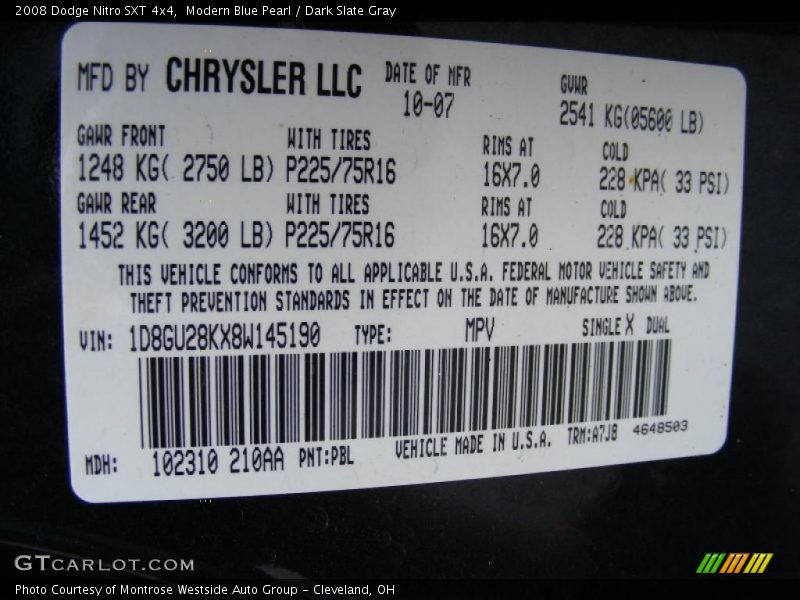 2008 Dodge Nitro SXT 4x4, Modern Blue Pearl / Dark Slate Gray
MFD BY CHRYSLER LLC DATE OF MFR GVWR
10-07 2541 KG(05600 LB)
GAWR FRONT WITH TIRES RIMS AT COLD
1248 KG( 2750 LB) P225/75R16 16X7.0 228 KPA( 33 PSI)
GAWR REAR WITH TIRES RIMS AT COLD
1452 KG( 3200 LB) P225/75R16 16X7.0 228 KPA( 33 PSI)
THIS VEHICLE CONFORMS TO ALL APPLICABLE U.S.A. FEDERAL MOTOR VEHICLE SAFETY AND
THEFT PREVENTION STANDARDS IN EFFECT ON THE DATE OF MANUFACTURE SHOWN ABOVE.
VIN: 1D8GU28KX8W145190 TYPE: MPV SINGLE X DUAL
MDH: 102310 210AA PNT:PBL VEHICLE MADE IN U.S.A. TRM:A7J8 4648503
GTCARLOT.COM
Photo Courtesy of Montrose Westside Auto Group - Cleveland, OH